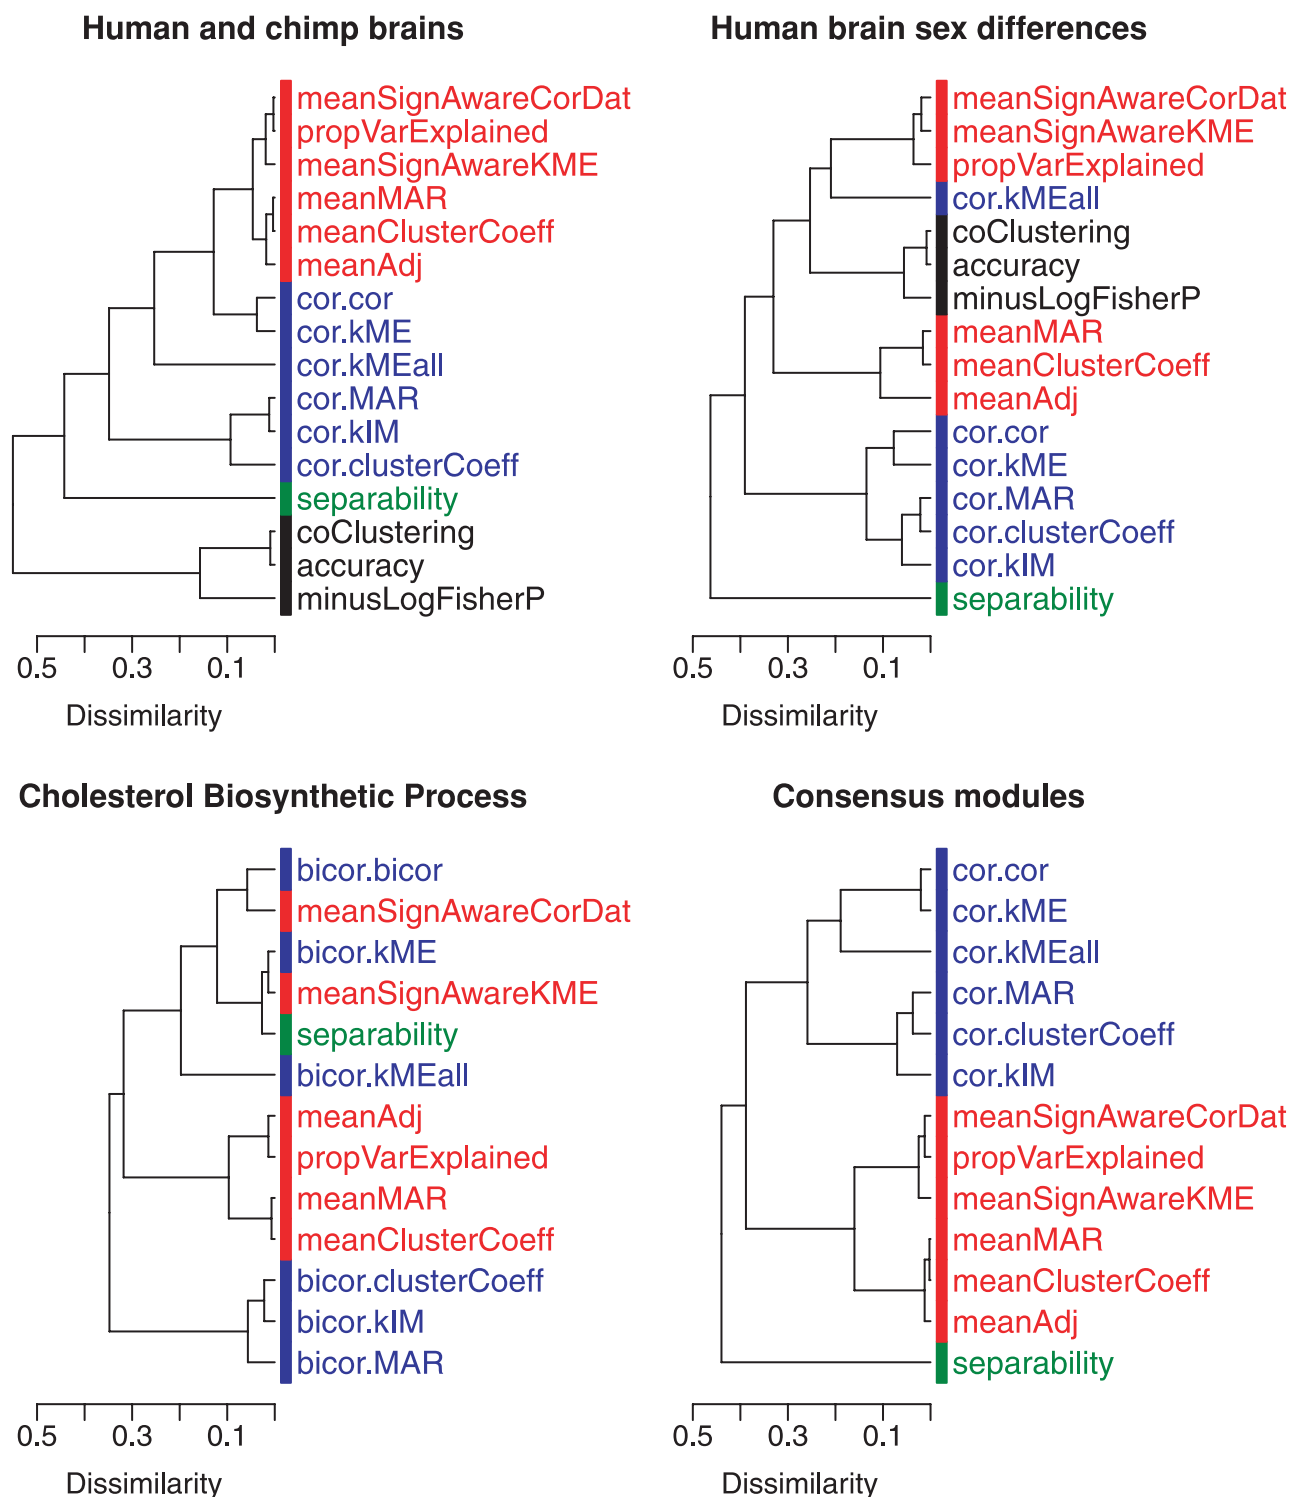 Human and chimp brains
meanSignAwareCorDat
propVarExplained
meanSignAwareKME
meanMAR
meanClusterCoeff
meanAdj
cor.cor
cor.kME
cor.kMEall
cor.MAR
cor.kIM
cor.clusterCoeff
separability
coClustering
accuracy
minusLogFisherP
0.5 0.3 0.1
Dissimilarity
Human brain sex differences
meanSignAwareCorDat
meanSignAwareKME
propVarExplained
cor.kMEall
coClustering
accuracy
minusLogFisherP
meanMAR
meanClusterCoeff
meanAdj
cor.cor
cor.kME
cor.MAR
cor.clusterCoeff
cor.kIM
separability
0.5 0.3 0.1
Dissimilarity
Cholesterol Biosynthetic Process
bicor.bicor
meanSignAwareCorDat
bicor.kME
meanSignAwareKME
separability
bicor.kMEall
meanAdj
propVarExplained
meanMAR
meanClusterCoeff
bicor.clusterCoeff
bicor.kIM
bicor.MAR
0.5 0.3 0.1
Dissimilarity
Consensus modules
cor.cor
cor.kME
cor.kMEall
cor.MAR
cor.clusterCoeff
cor.kIM
meanSignAwareCorDat
propVarExplained
meanSignAwareKME
meanMAR
meanClusterCoeff
meanAdj
separability
0.5 0.3 0.1
Dissimilarity